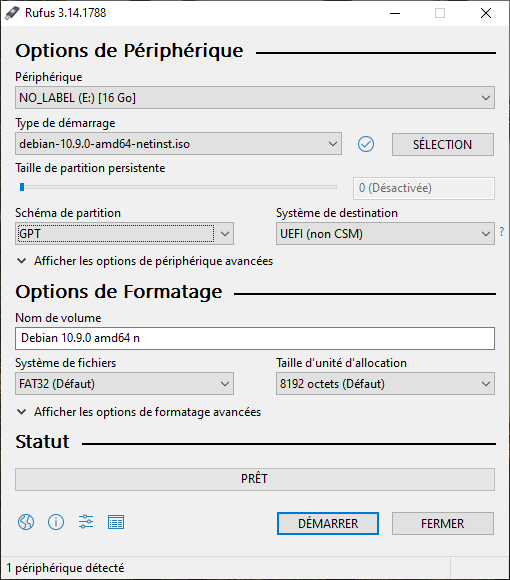 Rufus 3.14.1788
Options de Périphérique
Périphérique
NO_LABEL (E:) [16 Go]
Type de démarrage
debian-10.9.0-amd64-netinst.iso
SÉLECTION
Taille de partition persistente
0 (Désactivée)
Schéma de partition
Système de destination
GPT
UEFI (non CSM)
?
Afficher les options de périphérique avancées
Options de Formatage
Nom de volume
Debian 10.9.0 amd64 n
Système de fichiers
Taille d'unité d'allocation
FAT32 (Défaut)
8192 octets (Défaut)
Afficher les options de formatage avancées
Statut
PRÊT
DÉMARRER
FERMER
1 périphérique détecté